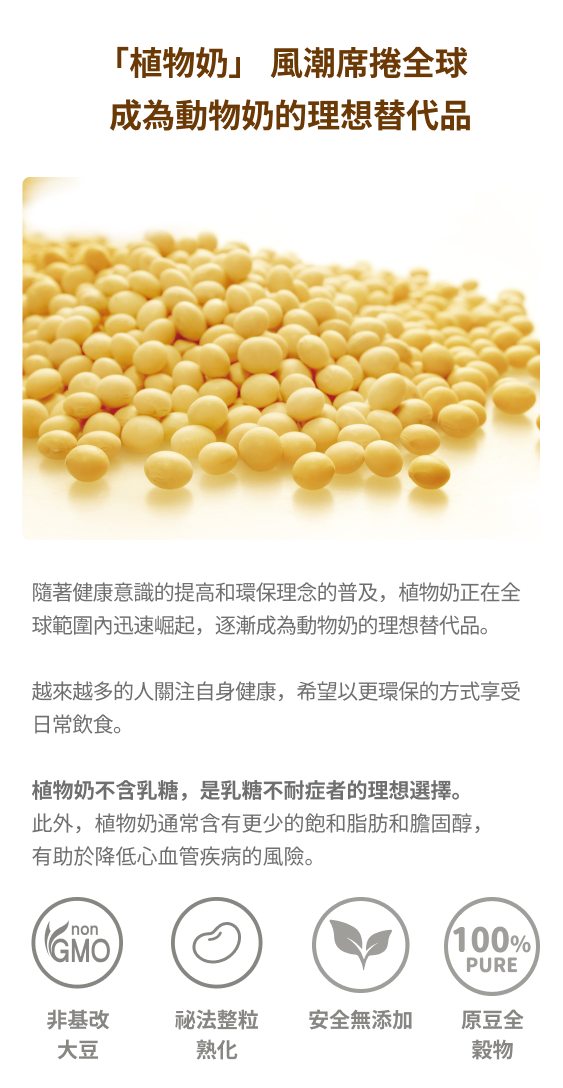 「植物奶」 風潮席捲全球
成為動物奶的理想替代品
隨著健康意識的提高和環保理念的普及，植物奶正在全
球範圍內迅速崛起，逐漸成為動物奶的理想替代品。
越來越多的人關注自身健康，希望以更環保的方式享受
日常飲食。
植物奶不含乳糖，是乳糖不耐症者的理想選擇。
此外，植物奶通常含有更少的飽和脂肪和膽固醇，
有助於降低心血管疾病的風險。
non
GMO
100%
PURE
非基改
大豆
祕法整粒
熟化
安全無添加
原豆全
穀物